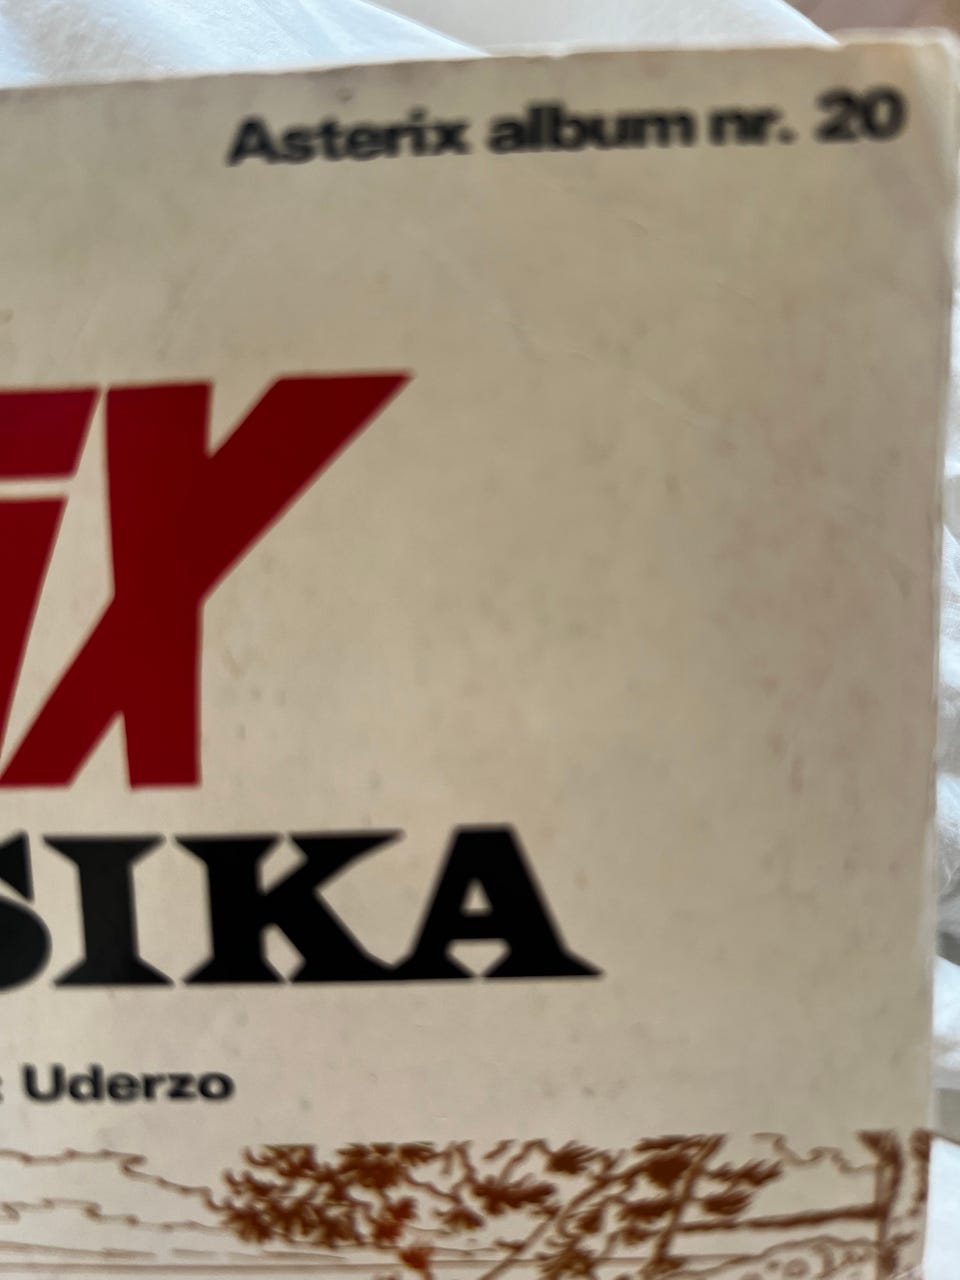 Asterix album nr. 20
iX
SIKA
: Uderzo